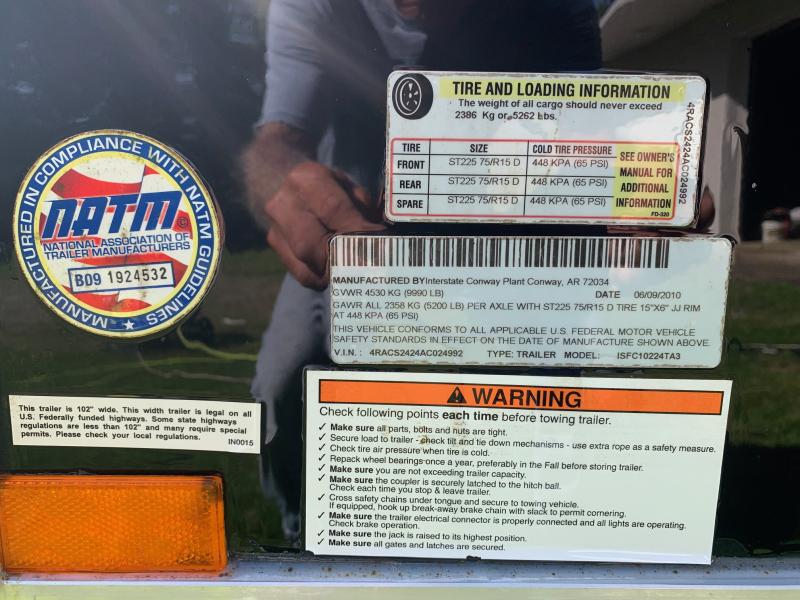 MANUFACTURED IN COMPLIANCE WITH NATM GUIDELINES
NATM
NATIONAL ASSOCIATION OF
TRAILER MANUFACTURERS
B09 1924532
TIRE AND LOADING INFORMATION
The weight of all cargo should never exceed
2386 Kg or 5262 Lbs.
TIRE SIZE COLD TIRE PRESSURE
FRONT ST225 75/R15 D 448 KPA (65 PSI)
REAR ST225 75/R15 D 448 KPA (65 PSI)
SPARE ST225 75/R15 D 448 KPA (65 PSI)
SEE OWNER'S
MANUAL FOR
ADDITIONAL
INFORMATION
FD-320
4RACS2424AC024992
MANUFACTURED BY Interstate Conway Plant Conway, AR 72034
GVWR 4530 KG (9990 LB) DATE 06/09/2010
GAWR ALL 2358 KG (5200 LB) PER AXLE WITH ST225 75/R15 D TIRE 15"X6" JJ RIM
AT 448 KPA (65 PSI)
THIS VEHICLE CONFORMS TO ALL APPLICABLE U.S. FEDERAL MOTOR VEHICLE
SAFETY STANDARDS IN EFFECT ON THE DATE OF MANUFACTURE SHOWN ABOVE.
V.I.N.: 4RACS2424AC024992 TYPE: TRAILER MODEL: ISFC10224TA3
This trailer is 102" wide. This width trailer is legal on all
U.S. Federally funded highways. Some state highways
regulations are less than 102" and many require special
permits. Please check your local regulations.
IN0015
WARNING
Check following points each time before towing trailer.
✓ Make sure all parts, bolts and nuts are tight.
✓ Secure load to trailer - check tilt and tie down mechanisms - use extra rope as a safety measure.
✓ Check tire air pressure when tire is cold.
✓ Repack wheel bearings once a year, preferably in the Fall before storing trailer.
✓ Make sure you are not exceeding trailer capacity.
✓ Make sure the coupler is securely latched to the hitch ball.
Check each time you stop & leave trailer.
✓ Cross safety chains under tongue and secure to towing vehicle.
If equipped, hook up break-away brake chain with slack to permit cornering.
✓ Make sure the trailer electrical connector is properly connected and all lights are operating.
Check brake operation.
✓ Make sure the jack is raised to its highest position.
✓ Make sure all gates and latches are secured.